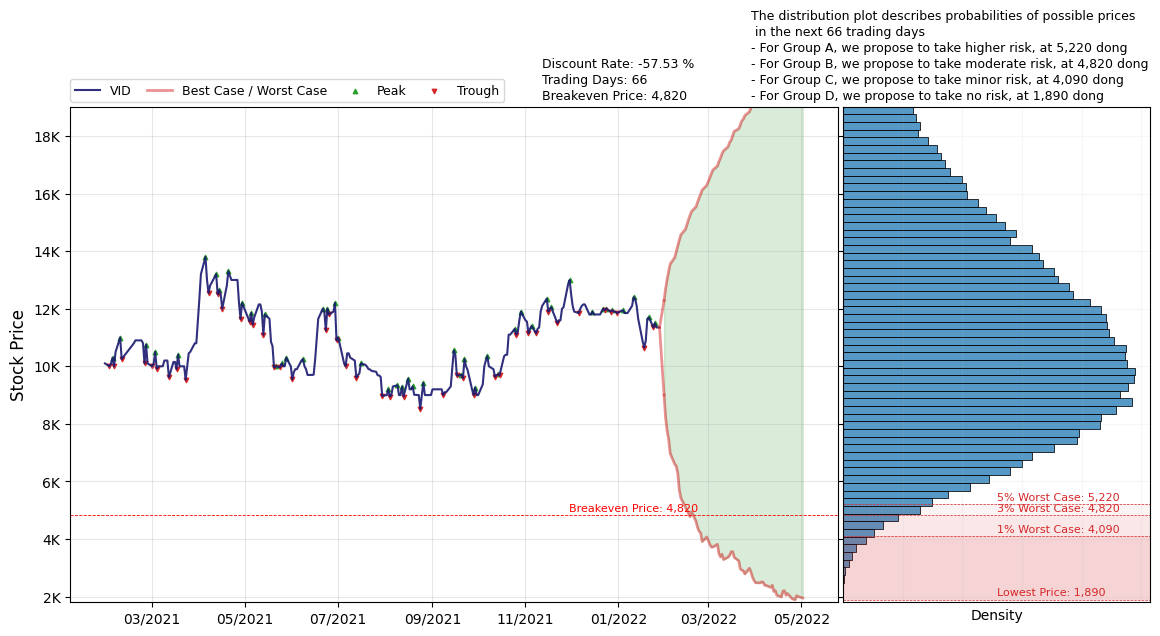 The distribution plot describes probabilities of possible prices
in the next 66 trading days
- For Group A, we propose to take higher risk, at 5,220 dong
- For Group B, we propose to take moderate risk, at 4,820 dong
- For Group C, we propose to take minor risk, at 4,090 dong
- For Group D, we propose to take no risk, at 1,890 dong
Discount Rate: -57.53 %
Trading Days: 66
Breakeven Price: 4,820
VID
Best Case / Worst Case
Peak
Trough
Stock Price
18K
16K
14K
12K
10K
8K
6K
4K
2K
Breakeven Price: 4,820
5% Worst Case: 5,220
3% Worst Case: 4,820
1% Worst Case: 4,090
Lowest Price: 1,890
03/2021
05/2021
07/2021
09/2021
11/2021
01/2022
03/2022
05/2022
Density